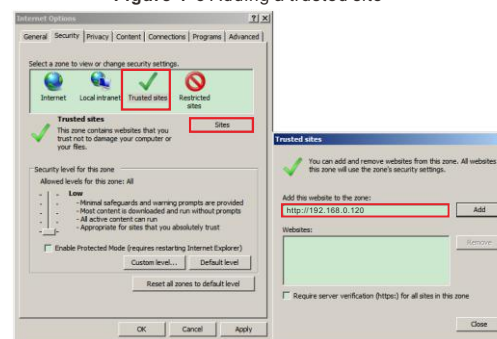 Internet Options
General Security Privacy Content Connections Programs Advanced
Select a zone to view or change security settings.
Internet Local intranet Trusted sites Restricted sites
Trusted sites
This zone contains websites that you
trust not to damage your computer or
your files.
Sites
Security level for this zone
Allowed levels for this zone: All
Low
-Minimal safeguards and warning prompts are provided
-Most content is downloaded and run without prompts
-All active content can run
-Appropriate for sites that you absolutely trust
Enable Protected Mode (requires restarting Internet Explorer)
Custom level... Default level
Reset all zones to default level
OK Cancel Apply
Trusted sites
You can add and remove websites from this zone. All websites
this zone will use the zone's security settings.
Add this website to the zone:
http://192.168.0.120 Add
Websites:
Remove
Require server verification (https:) for all sites in this zone
Close